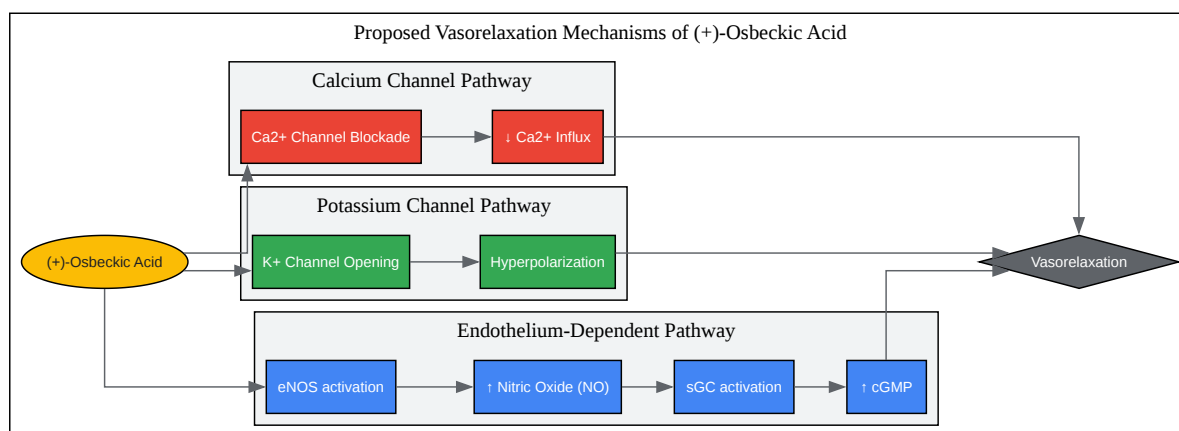 Proposed Vasorelaxation Mechanisms of (+)-Osbeckic Acid
Calcium Channel Pathway
Ca2+ Channel Blockade
↓ Ca2+ Influx
Potassium Channel Pathway
(+)-Osbeckic Acid
K+ Channel Opening
Hyperpolarization
Vasorelaxation
Endothelium-Dependent Pathway
eNOS activation
↑ Nitric Oxide (NO)
sGC activation
↑ cGMP